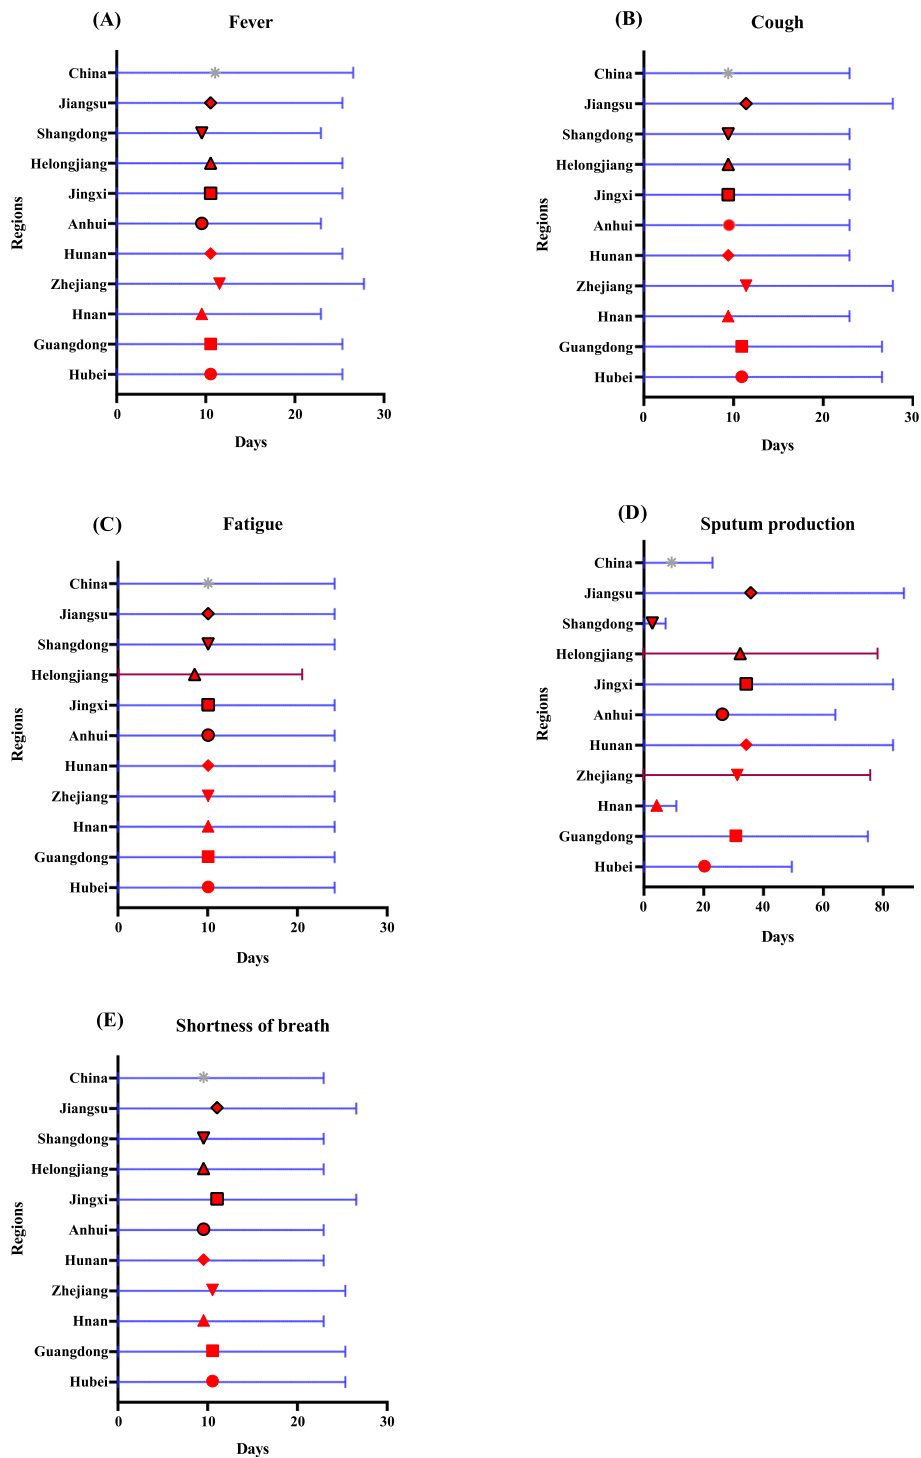 (A)
Fever
China
Jiangsu
Shangdong
Helongjiang
Jingxi
Anhui
Hunan
Zhejiang
Hnan
Guangdong
Hubei
Regions
0 10 20 30
Days
(B)
Cough
China
Jiangsu
Shangdong
Helongjiang
Jingxi
Anhui
Hunan
Zhejiang
Hnan
Guangdong
Hubei
Regions
0 10 20 30
Days
(C)
Fatigue
China
Jiangsu
Shangdong
Helongjiang
Jingxi
Anhui
Hunan
Zhejiang
Hnan
Guangdong
Hubei
Regions
0 10 20 30
Days
(D)
Sputum production
China
Jiangsu
Shangdong
Helongjiang
Jingxi
Anhui
Hunan
Zhejiang
Hnan
Guangdong
Hubei
Regions
0 20 40 60 80
Days
(E)
Shortness of breath
China
Jiangsu
Shangdong
Helongjiang
Jingxi
Anhui
Hunan
Zhejiang
Hnan
Guangdong
Hubei
Regions
0 10 20 30
Days